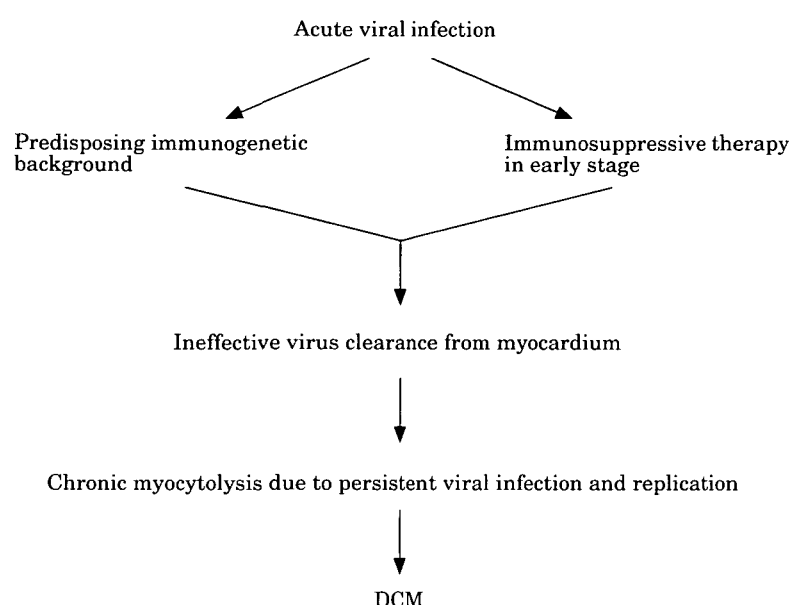 Acute viral infection
Predisposing immunogenetic
background
Immunosuppressive therapy
in early stage
Ineffective virus clearance from myocardium
Chronic myocytolysis due to persistent viral infection and replication
DCM